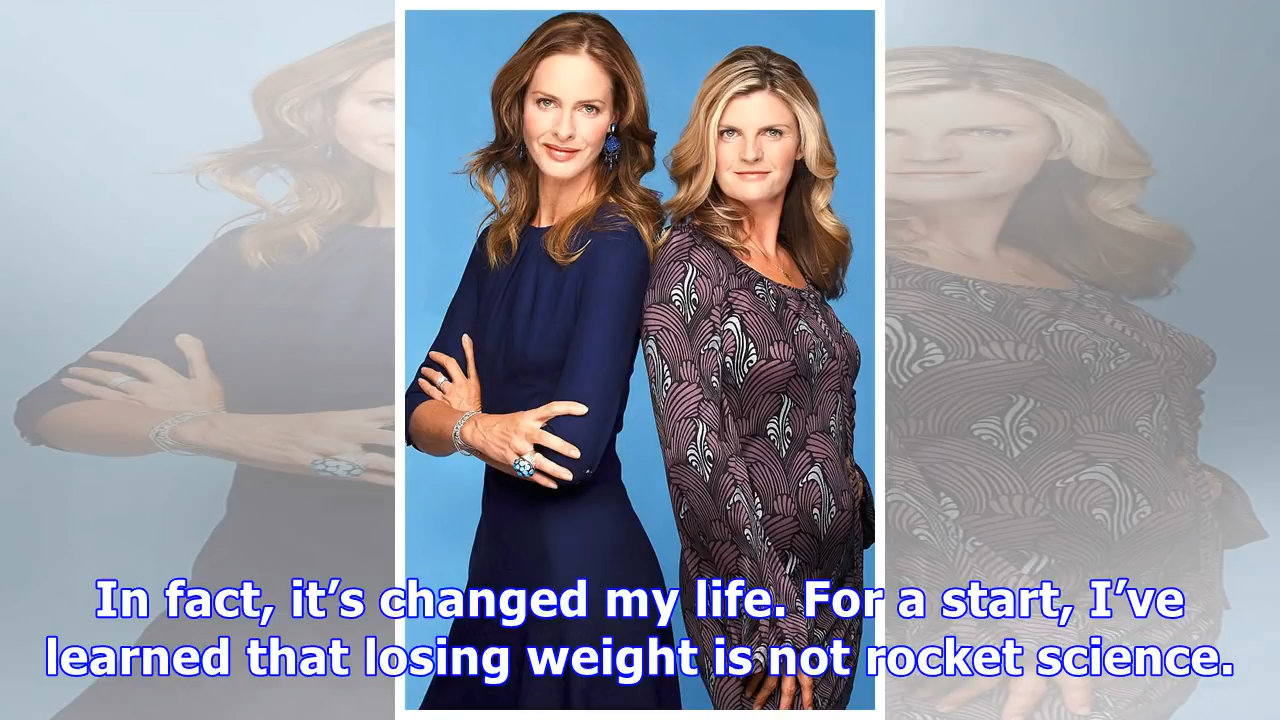 In fact, it’s changed my life. For a start, I’ve
learned that losing weight is not rocket science.